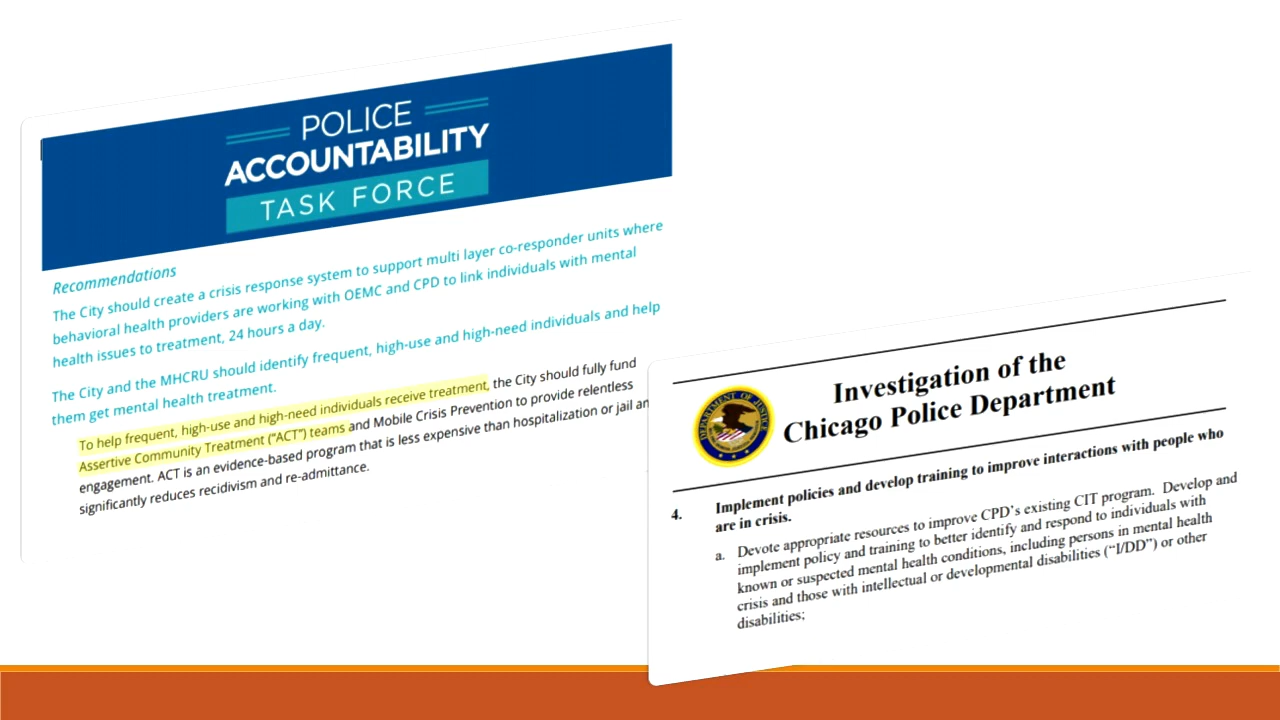 POLICE
ACCOUNTABILITY
TASK FORCE
Recommendations
The City should create a crisis response system to support multi layer co-responder units where
behavioral health providers are working with OEMC and CPD to link individuals with mental
health issues to treatment, 24 hours a day.
The City and the MHCRU should identify frequent, high-use and high-need individuals and help
them get mental health treatment.
To help frequent, high-use and high-need individuals receive treatment, the City should fully fund
Assertive Community Treatment ("ACT") teams and Mobile Crisis Prevention to provide relentless
engagement. ACT is an evidence-based program that is less expensive than hospitalization or jail an
significantly reduces recidivism and re-admittance.
Investigation of the
Chicago Police Department
4. Implement policies and develop training to improve interactions with people who
are in crisis.
a. Devote appropriate resources to improve CPD's existing CIT program. Develop and
implement policy and training to better identify and respond to individuals with
known or suspected mental health conditions, including persons in mental health
crisis and those with intellectual or developmental disabilities ("I/DD") or other
disabilities;